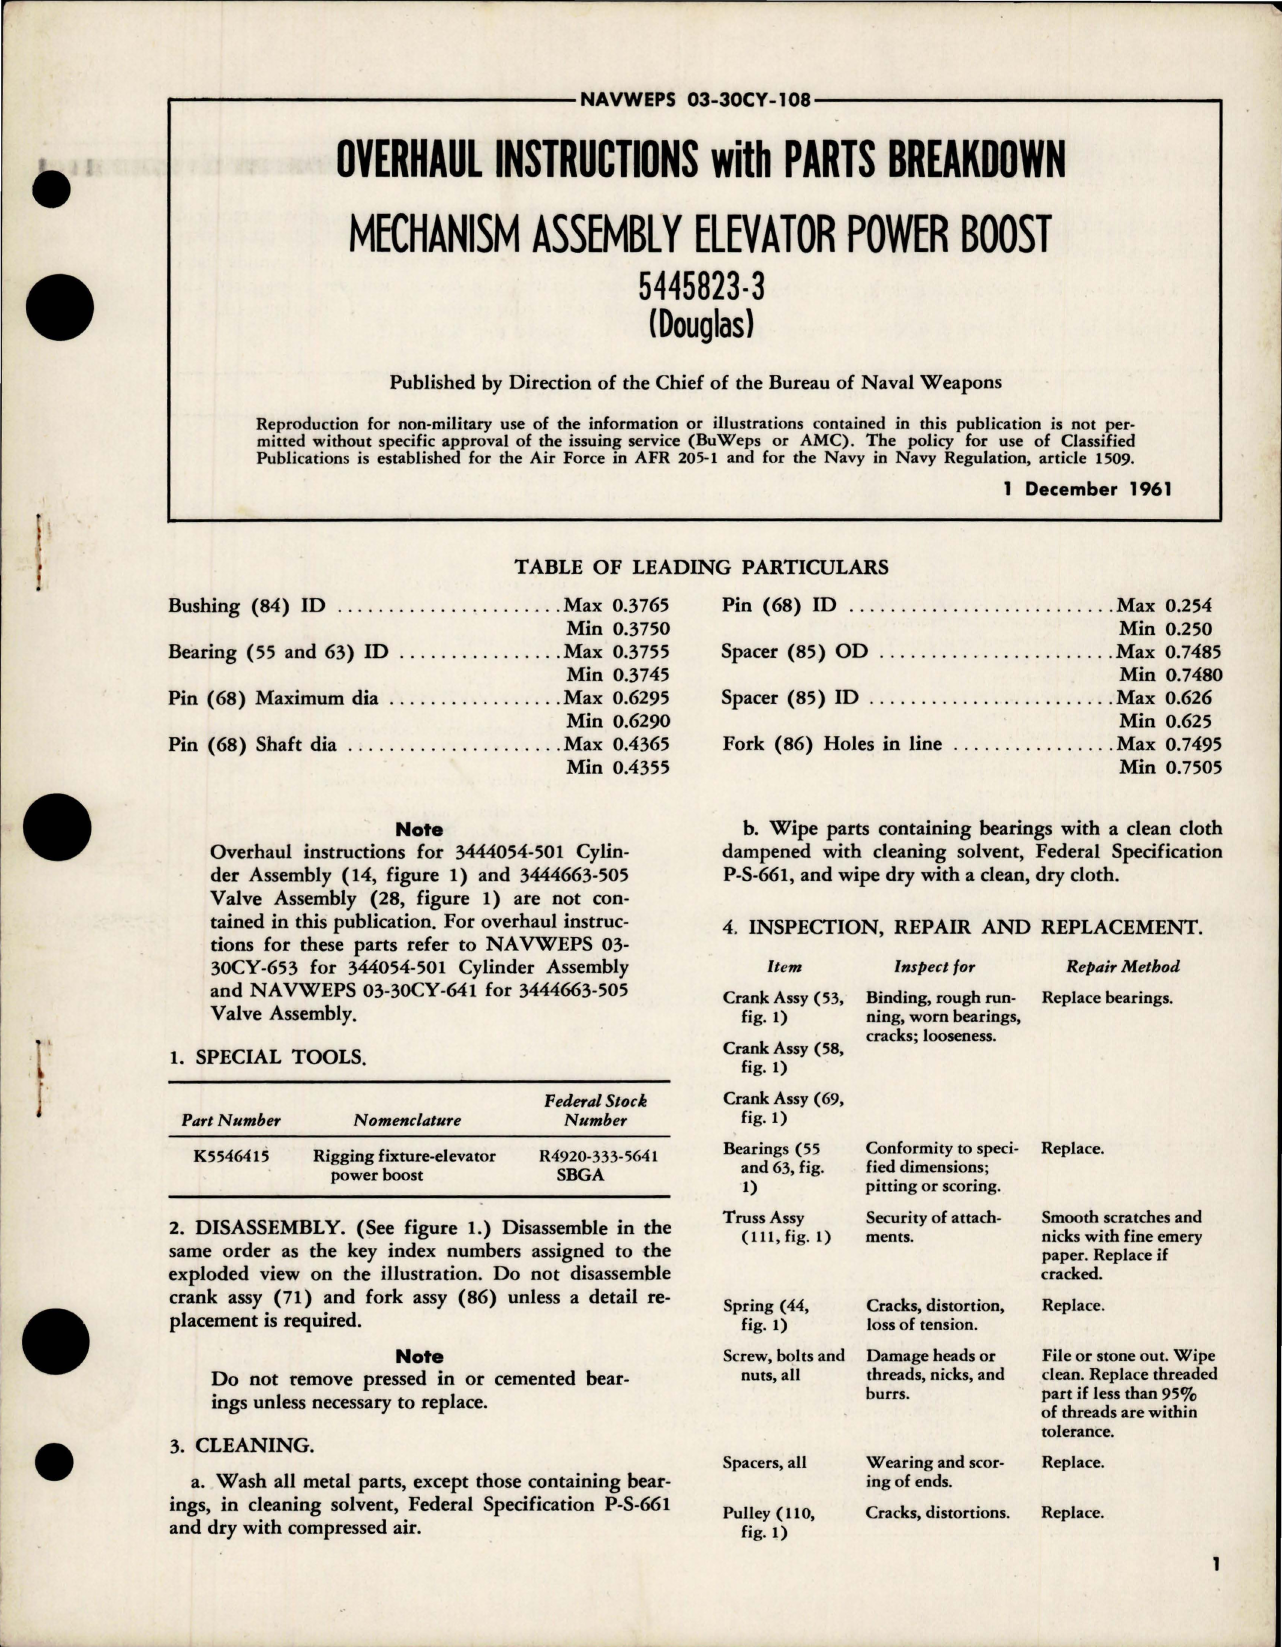 NAVWEPS 03-30CY-108
OVERHAUL INSTRUCTIONS with PARTS BREAKDOWN
MECHANISM ASSEMBLY ELEVATOR POWER BOOST
5445823-3
(Douglas)
Published by Direction of the Chief of the Bureau of Naval Weapons
Reproduction for non-military use of the information or illustrations contained in this publication is not per-
mitted without specific approval of the issuing service (BuWeps or AMC). The policy for use of Classified
Publications is established for the Air Force in AFR 205-1 and for the Navy in Navy Regulation, article 1509.
1 December 1961
TABLE OF LEADING PARTICULARS
Bushing (84) ID ...................... Max 0.3765
Min 0.3750
Bearing (55 and 63) ID ................ Max 0.3755
Min 0.3745
Pin (68) Maximum dia ................. Max 0.6295
Min 0.6290
Pin (68) Shaft dia ..................... Max 0.4365
Min 0.4355
Pin (68) ID .......................... Max 0.254
Min 0.250
Spacer (85) OD ....................... Max 0.7485
Min 0.7480
Spacer (85) ID ........................ Max 0.626
Min 0.625
Fork (86) Holes in line ................ Max 0.7495
Min 0.7505
Note
Overhaul instructions for 3444054-501 Cylin-
der Assembly (14, figure 1) and 3444663-505
Valve Assembly (28, figure 1) are not con-
tained in this publication. For overhaul instruc-
tions for these parts refer to NAVWEPS 03-
30CY-653 for 344054-501 Cylinder Assembly
and NAVWEPS 03-30CY-641 for 3444663-505
Valve Assembly.
1. SPECIAL TOOLS.
Federal Stock
Part Number Nomenclature Number
K5546415 Rigging fixture-elevator R4920-333-5641
power boost SBGA
2. DISASSEMBLY. (See figure 1.) Disassemble in the
same order as the key index numbers assigned to the
exploded view on the illustration. Do not disassemble
crank assy (71) and fork assy (86) unless a detail re-
placement is required.
Note
Do not remove pressed in or cemented bear-
ings unless necessary to replace.
3. CLEANING.
a. Wash all metal parts, except those containing bear-
ings, in cleaning solvent, Federal Specification P-S-661
and dry with compressed air.
b. Wipe parts containing bearings with a clean cloth
dampened with cleaning solvent, Federal Specification
P-S-661, and wipe dry with a clean, dry cloth.
4. INSPECTION, REPAIR AND REPLACEMENT.
Item Inspect for Repair Method
Crank Assy (53, Binding, rough run- Replace bearings.
fig. 1) ning, worn bearings,
cracks; looseness.
Crank Assy (58,
fig. 1)
Crank Assy (69,
fig. 1)
Bearings (55 Conformity to speci- Replace.
and 63, fig. fied dimensions;
1) pitting or scoring.
Truss Assy Security of attach- Smooth scratches and
(111, fig. 1) ments. nicks with fine emery
paper. Replace if
cracked.
Spring (44, Cracks, distortion, Replace.
fig. 1) loss of tension.
Screw, bolts and Damage heads or File or stone out. Wipe
nuts, all threads, nicks, and clean. Replace threaded
burrs. part if less than 95%
of threads are within
tolerance.
Spacers, all Wearing and scor- Replace.
ing of ends.
Pulley (110, Cracks, distortions. Replace.
fig. 1)
1